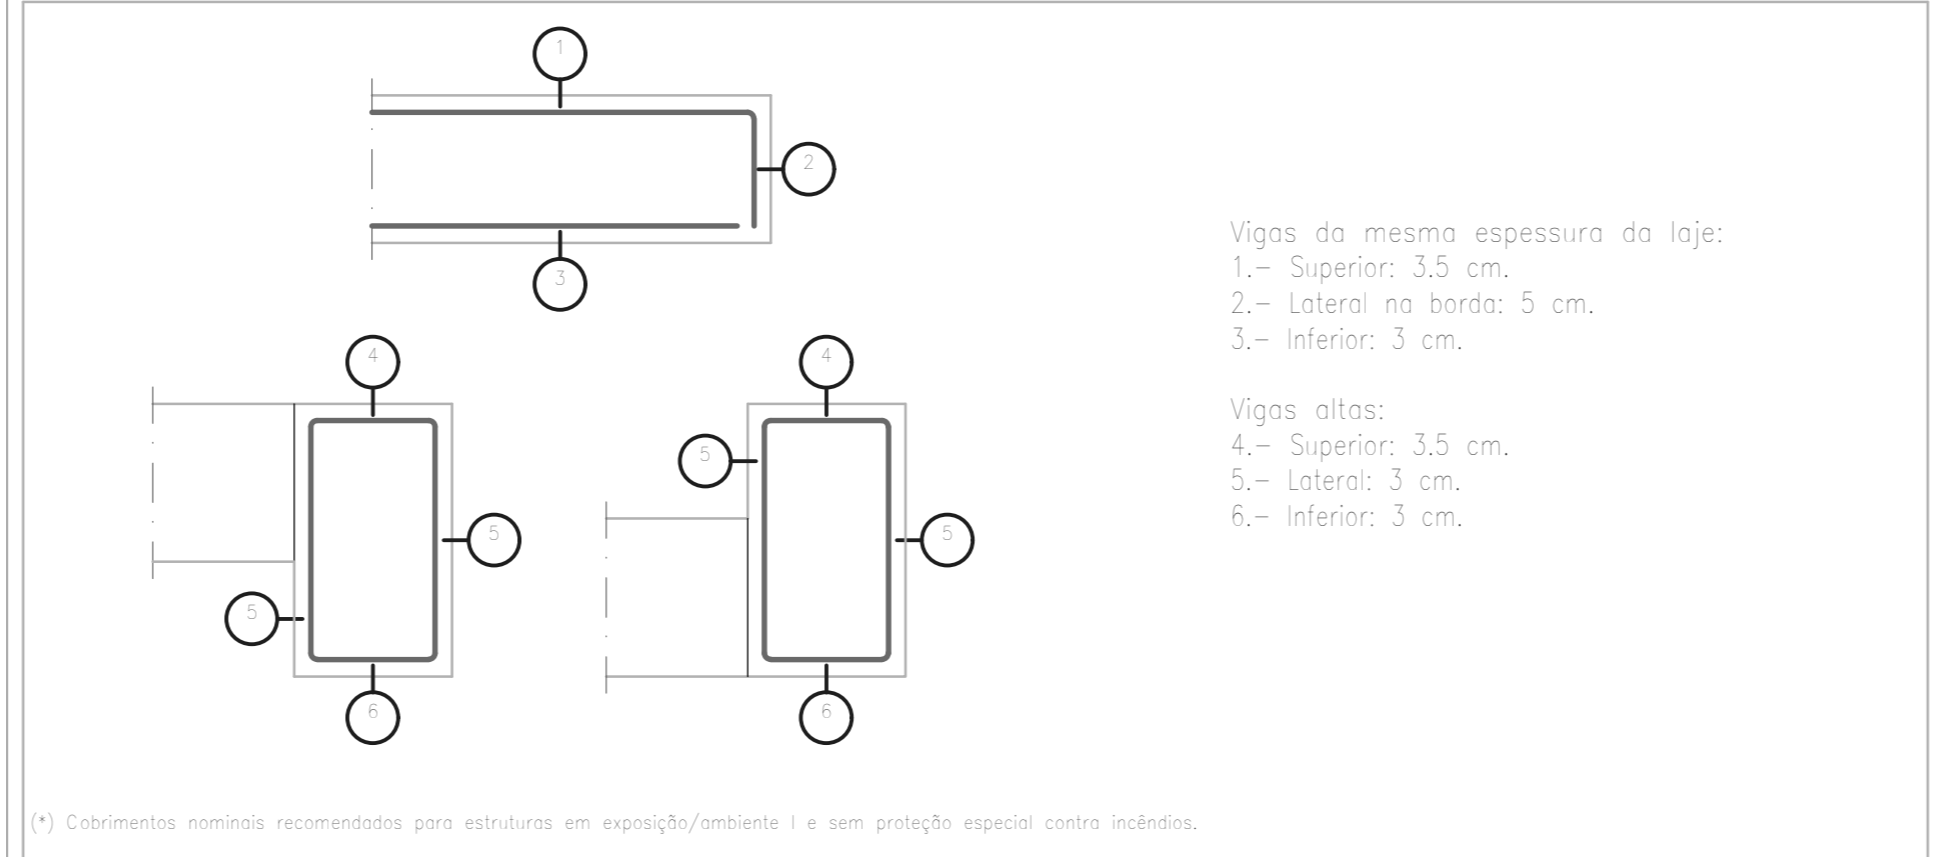 1
2
3
Vigas da mesma espessura da laje:
1.- Superior: 3.5 cm.
2.- Lateral na borda: 5 cm.
3.- Inferior: 3 cm.
4
4
5
5
5
5
6
6
Vigas altas:
4.- Superior: 3.5 cm.
5.- Lateral: 3 cm.
6.- Inferior: 3 cm.
(*) Cobrimentos nominais recomendados para estruturas em exposição/ambiente I e sem proteção especial contra incêndios.